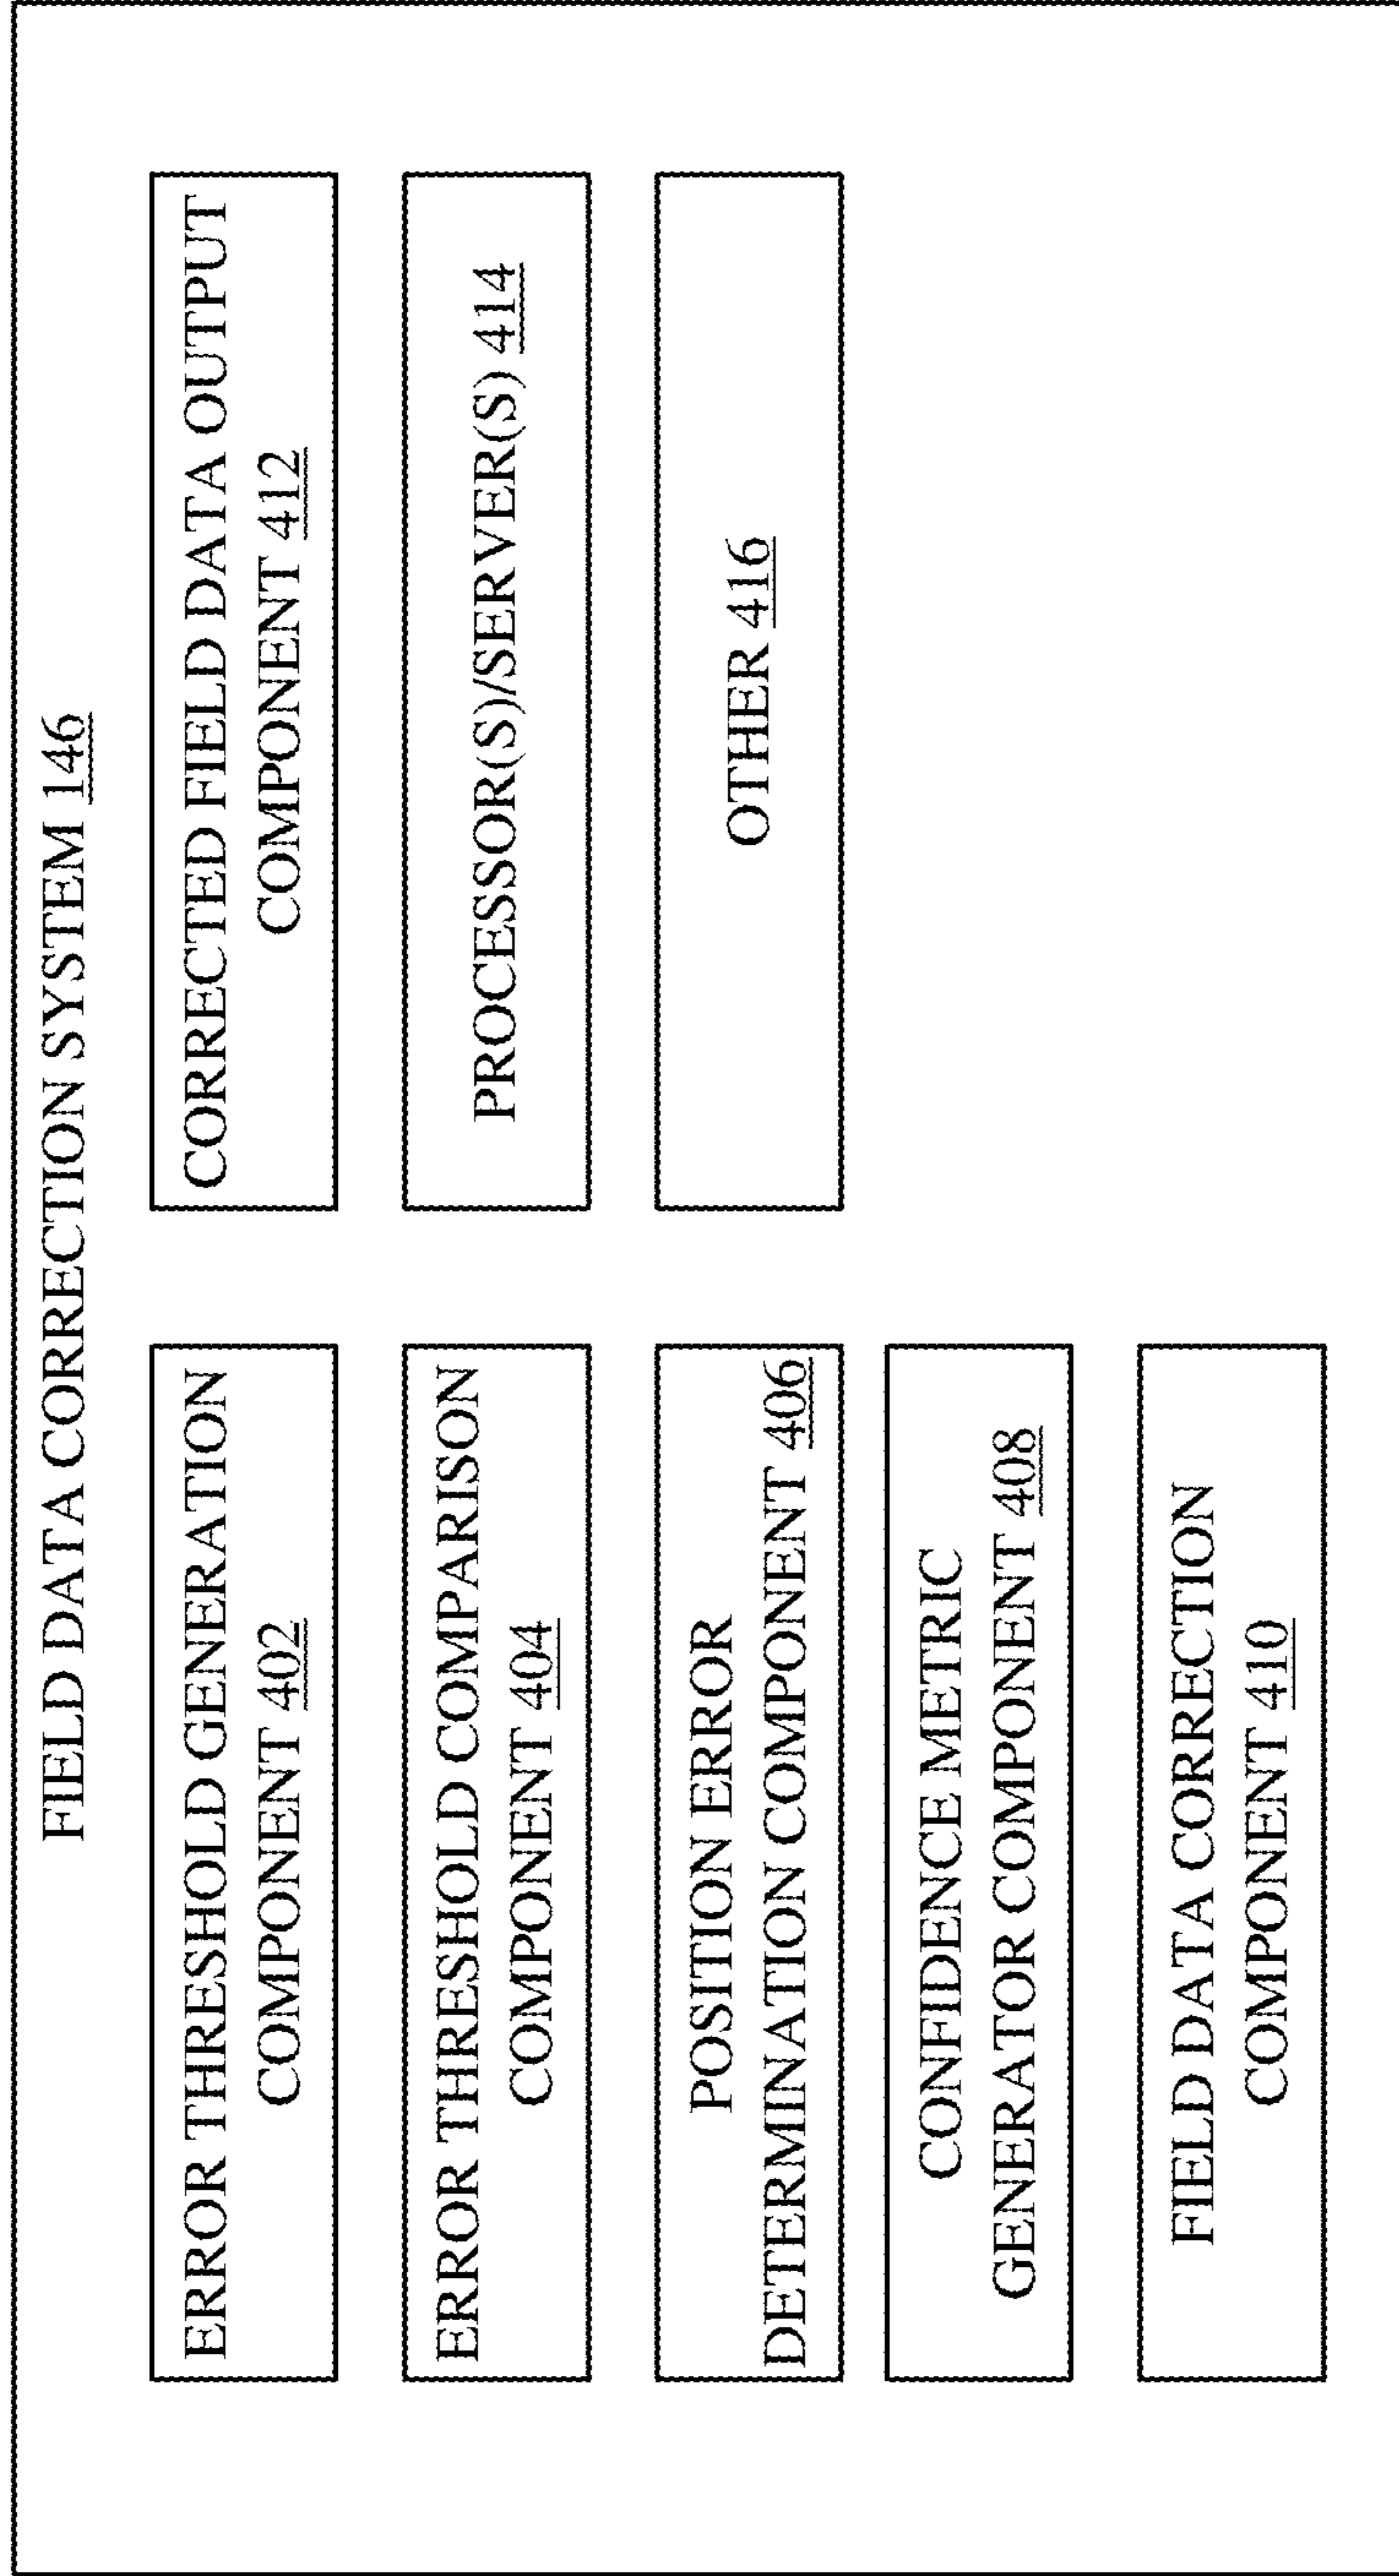 FIELD DATA CORRECTION SYSTEM 146
ERROR THRESHOLD GENERATION
COMPONENT 402
ERROR THRESHOLD COMPARISON
COMPONENT 404
POSITION ERROR
DETERMINATION COMPONENT 406
CONFIDENCE METRIC
GENERATOR COMPONENT 408
FIELD DATA CORRECTION
COMPONENT 410
CORRECTED FIELD DATA OUTPUT
COMPONENT 412
PROCESSOR(S)/SERVER(S) 414
OTHER 416